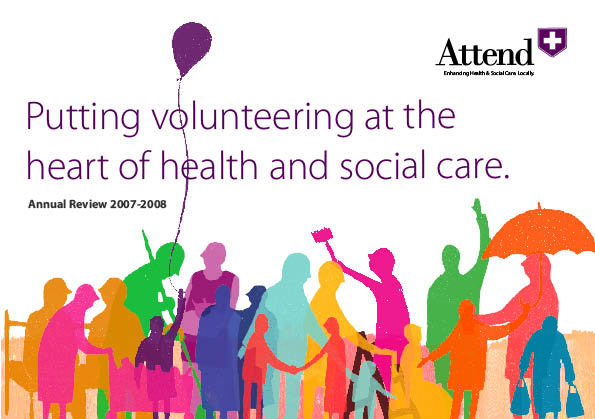 Attend
Enhancing Health & Social Care. Locally.
Putting volunteering at the
heart of health and social care.
Annual Review 2007-2008